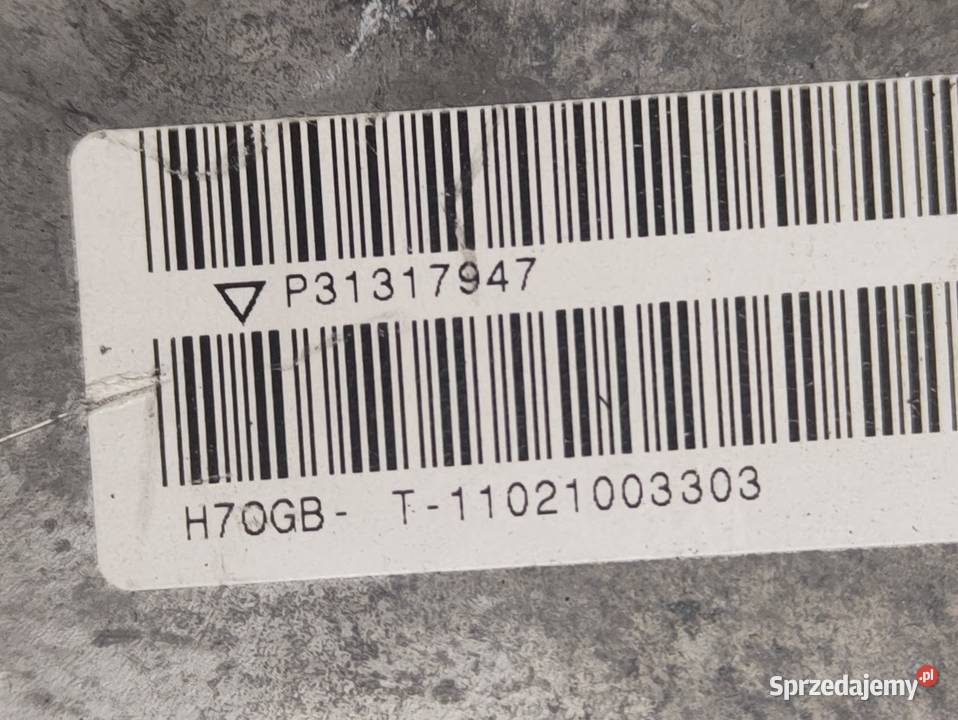 P31317947
H70GB- T-11021003303
Sprzedajemy.pl